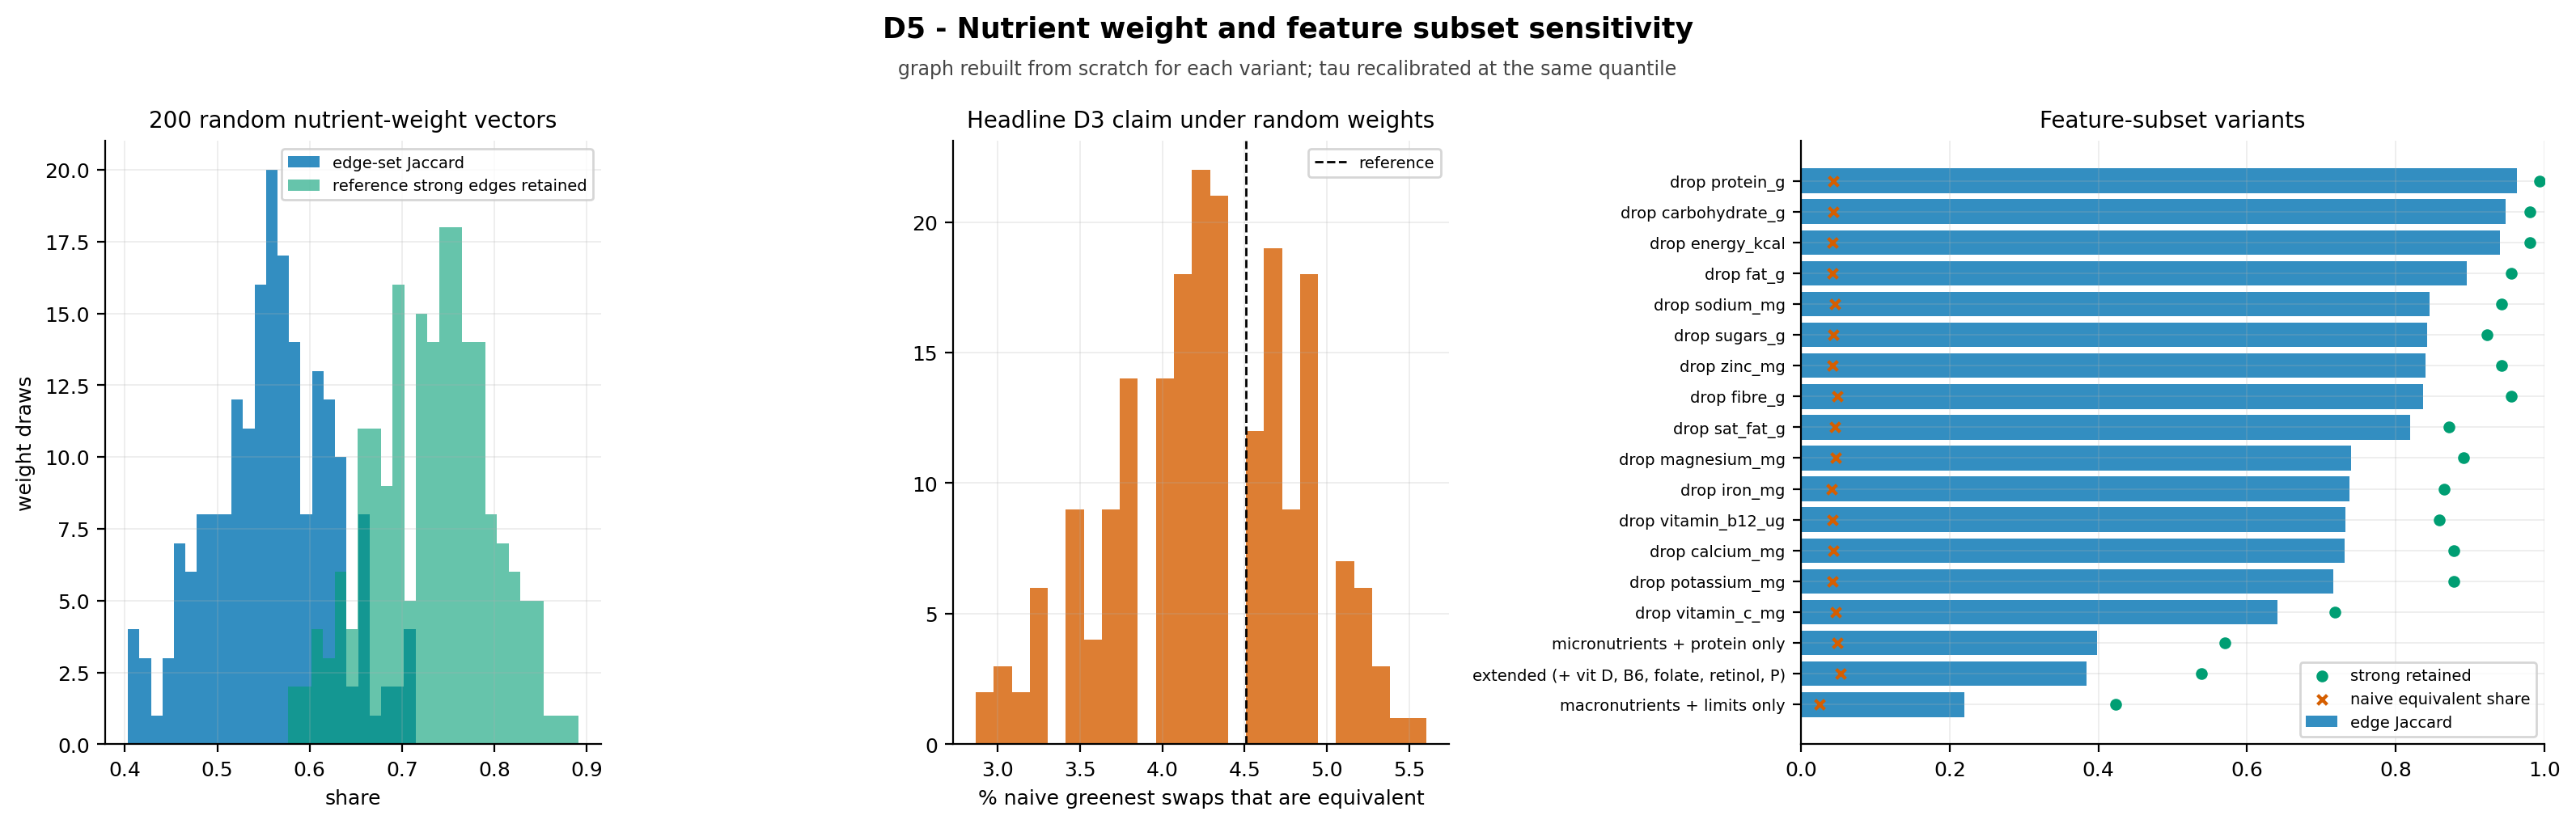 D5 - Nutrient weight and feature subset sensitivity
graph rebuilt from scratch for each variant; tau recalibrated at the same quantile
200 random nutrient-weight vectors
edge-set Jaccard
reference strong edges retained
20.0
17.5
15.0
12.5
10.0
7.5
5.0
2.5
0.0
weight draws
0.4 0.5 0.6 0.7 0.8 0.9
share
Headline D3 claim under random weights
reference
20
15
10
5
0
3.0 3.5 4.0 4.5 5.0 5.5
% naive greenest swaps that are equivalent
Feature-subset variants
drop protein_g
drop carbohydrate_g
drop energy_kcal
drop fat_g
drop sodium_mg
drop sugars_g
drop zinc_mg
drop fibre_g
drop sat_fat_g
drop magnesium_mg
drop iron_mg
drop vitamin_b12_ug
drop calcium_mg
drop potassium_mg
drop vitamin_c_mg
micronutrients + protein only
extended (+ vit D, B6, folate, retinol, P)
macronutrients + limits only
strong retained
naive equivalent share
edge Jaccard
0.0 0.2 0.4 0.6 0.8 1.0